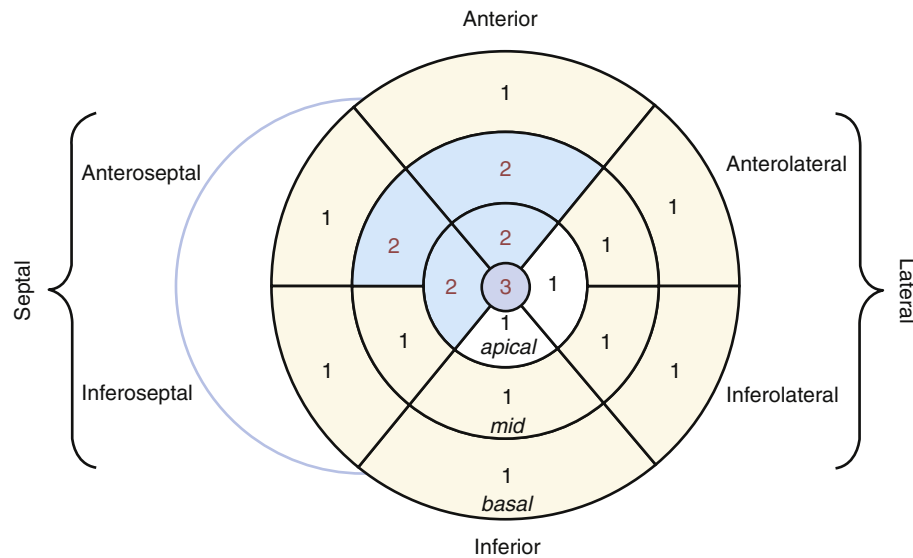 Anterior
1
Anteroseptal
2
Anterolateral
1
1
2
1
2
2
3
1
Septal
Lateral
1
apical
1
1
1
1
Inferoseptal
1
mid
Inferolateral
1
basal
Inferior